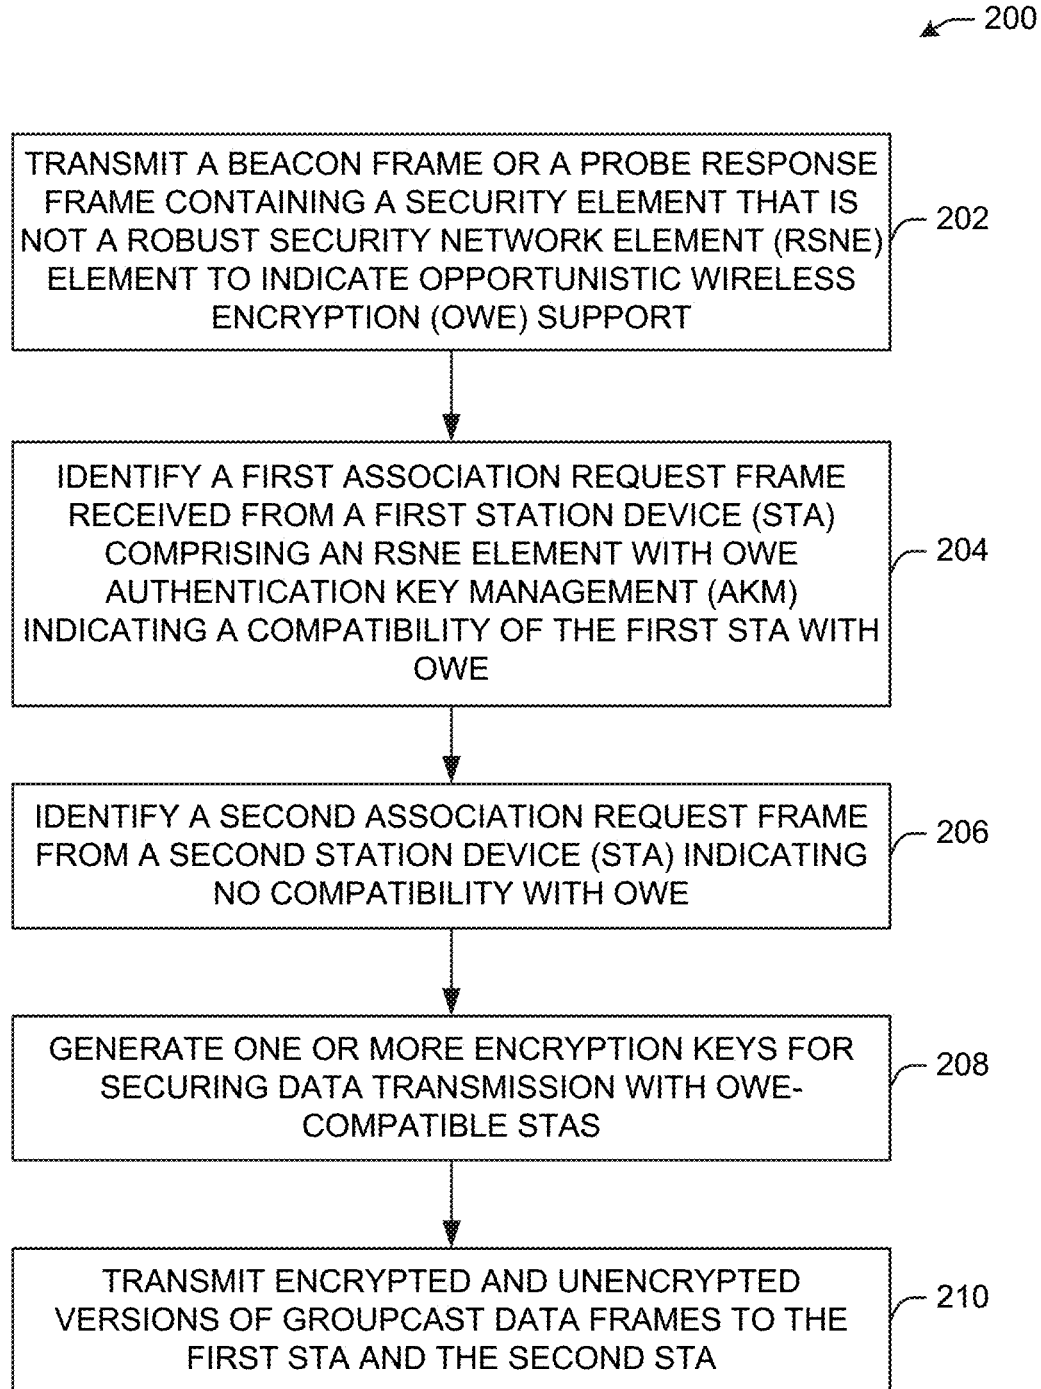 200
TRANSMIT A BEACON FRAME OR A PROBE RESPONSE
FRAME CONTAINING A SECURITY ELEMENT THAT IS
NOT A ROBUST SECURITY NETWORK ELEMENT (RSNE)
ELEMENT TO INDICATE OPPORTUNISTIC WIRELESS
ENCRYPTION (OWE) SUPPORT
202
IDENTIFY A FIRST ASSOCIATION REQUEST FRAME
RECEIVED FROM A FIRST STATION DEVICE (STA)
COMPRISING AN RSNE ELEMENT WITH OWE
AUTHENTICATION KEY MANAGEMENT (AKM)
INDICATING A COMPATIBILITY OF THE FIRST STA WITH
OWE
204
IDENTIFY A SECOND ASSOCIATION REQUEST FRAME
FROM A SECOND STATION DEVICE (STA) INDICATING
NO COMPATIBILITY WITH OWE
206
GENERATE ONE OR MORE ENCRYPTION KEYS FOR
SECURING DATA TRANSMISSION WITH OWE-
COMPATIBLE STAS
208
TRANSMIT ENCRYPTED AND UNENCRYPTED
VERSIONS OF GROUPCAST DATA FRAMES TO THE
FIRST STA AND THE SECOND STA
210